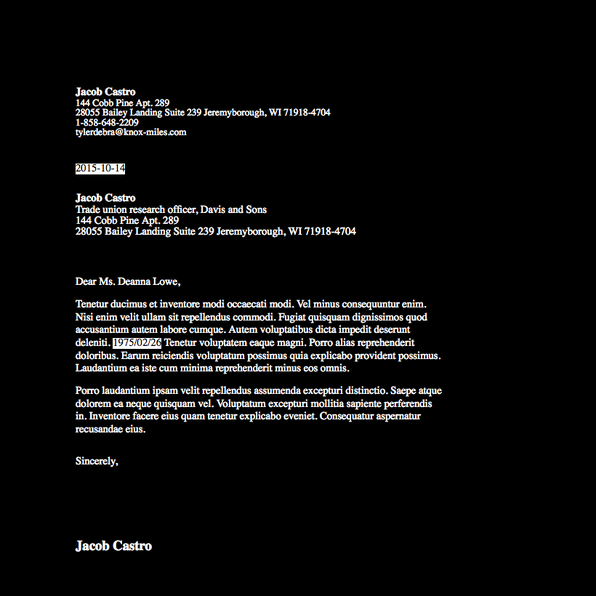 Jacob Castro
144 Cobb Pine Apt. 289
28055 Bailey Landing Suite 239 Jeremyborough, WI 71918-4704
1-858-648-2209
tylerdebra@knox-miles.com
2015-10-14
Jacob Castro
Trade union research officer, Davis and Sons
144 Cobb Pine Apt. 289
28055 Bailey Landing Suite 239 Jeremyborough, WI 71918-4704
Dear Ms. Deanna Lowe,
Tenetur ducimus et inventore modi occaecati modi. Vel minus consequuntur enim.
Nisi enim velit ullam sit repellendus commodi. Fugiat quisquam dignissimos quod
accusantium autem labore cumque. Autem voluptatibus dicta impedit deserunt
deleniti. 1975/02/26 Tenetur voluptatem eaque magni. Porro alias reprehenderit
doloribus. Earum reiciendis voluptatum possimus quia explicabo provident possimus.
Laudantium ea iste cum minima reprehenderit minus eos omnis.
Porro laudantium ipsam velit repellendus assumenda excepturi distinctio. Saepe atque
dolorem ea neque quisquam vel. Voluptatum excepturi mollitia sapiente perferendis
in. Inventore facere eius quam tenetur explicabo eveniet. Consequatur aspernatur
recusandae eius.
Sincerely,
Jacob Castro